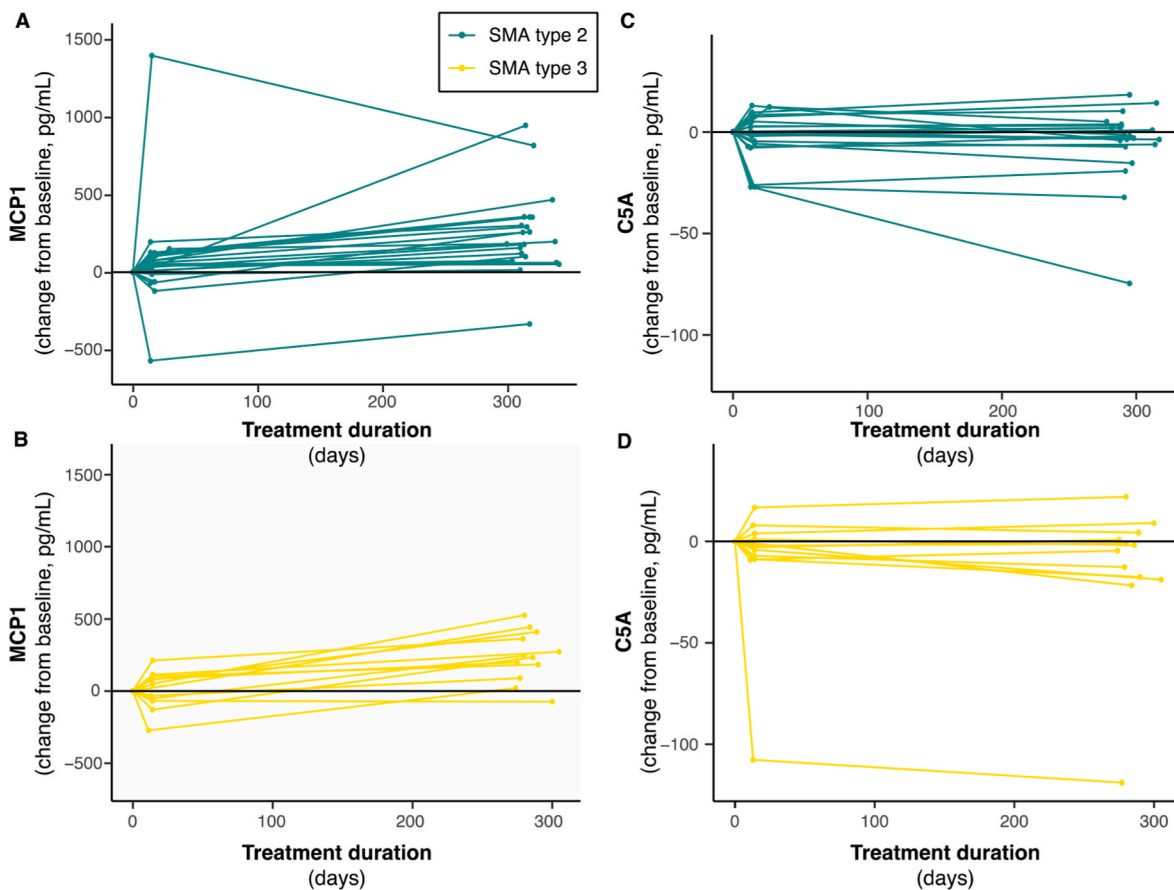 A
MCP1
(change from baseline, pg/mL)
1500
1000
500
0
−500
0
100
200
300
Treatment duration
(days)
SMA type 2
SMA type 3
C
C5A
(change from baseline, pg/mL)
0
−50
−100
0
100
200
300
Treatment duration
(days)
B
MCP1
(change from baseline, pg/mL)
1500
1000
500
0
−500
0
100
200
300
Treatment duration
(days)
D
C5A
(change from baseline, pg/mL)
0
−50
−100
0
100
200
300
Treatment duration
(days)